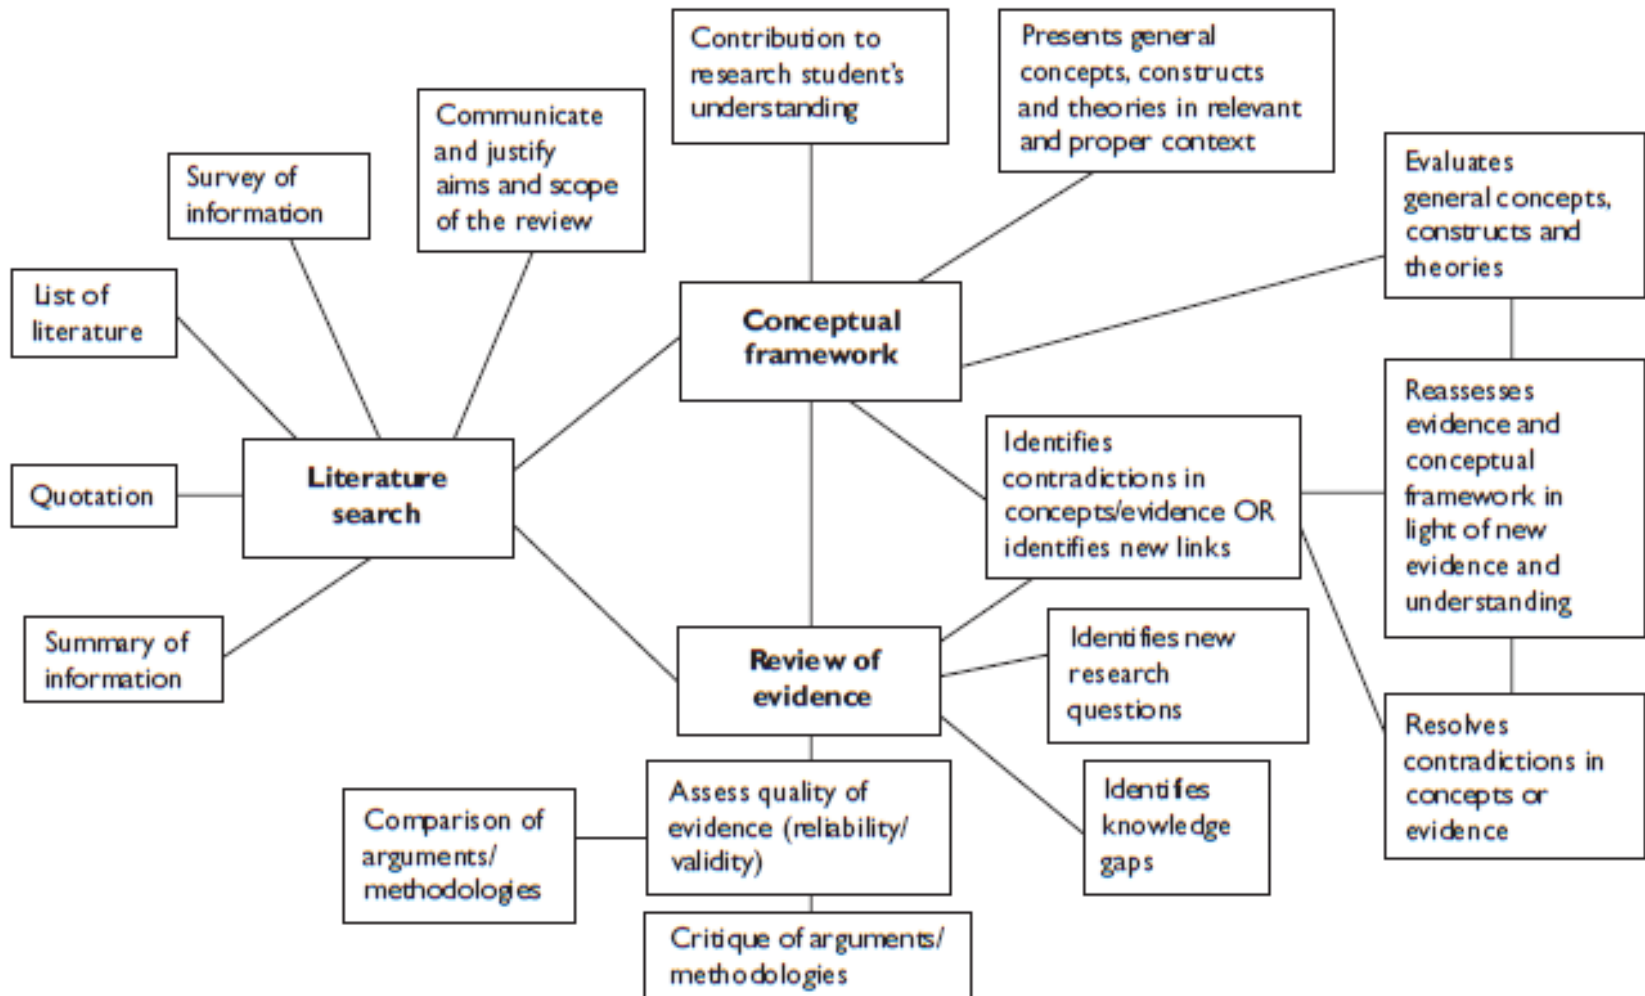 Contribution to
research student's
understanding
Presents general
concepts, constructs
and theories in relevant
and proper context
Communicate
and justify
aims and scope
of the review
Survey of
information
Evaluates
general concepts,
constructs and
theories
List of
literature
Conceptual
framework
Reassesses
evidence and
conceptual
framework in
light of new
evidence and
understanding
Identifies
contradictions in
concepts/evidence OR
identifies new links
Literature
search
Quotation
Summary of
information
Review of
evidence
Identifies new
research
questions
Resolves
contradictions in
concepts or
evidence
Identifies
knowledge
gaps
Assess quality of
evidence (reliability/
validity)
Comparison of
arguments/
methodologies
Critique of arguments/
methodologies